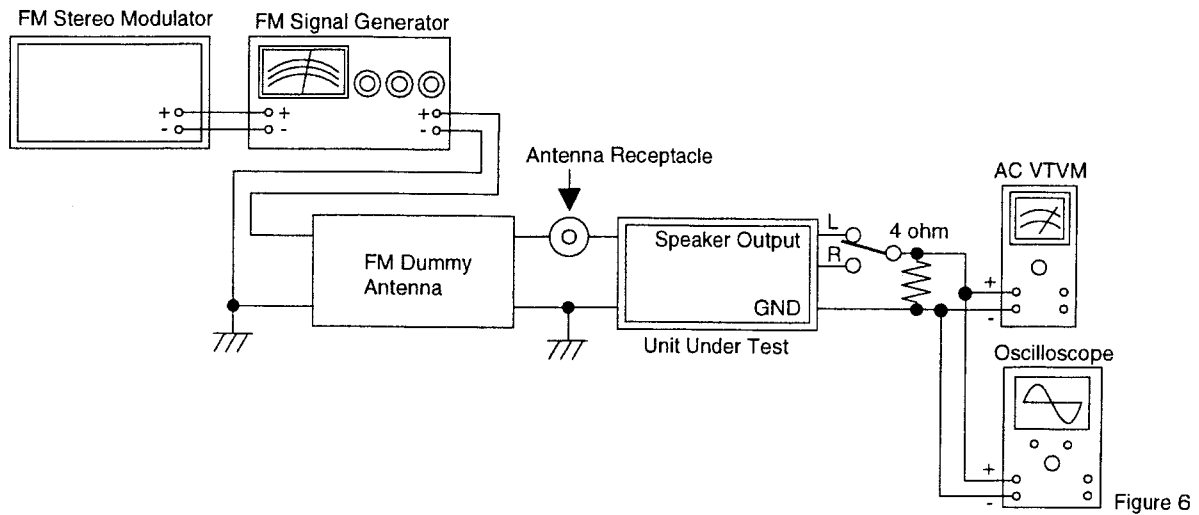 FM Stereo Modulator
FM Signal Generator
+
-
+
-
+
-
Antenna Receptacle
FM Dummy
Antenna
Speaker Output
GND
Unit Under Test
L
R
4 ohm
AC VTVM
+
-
Oscilloscope
+
-
Figure 6